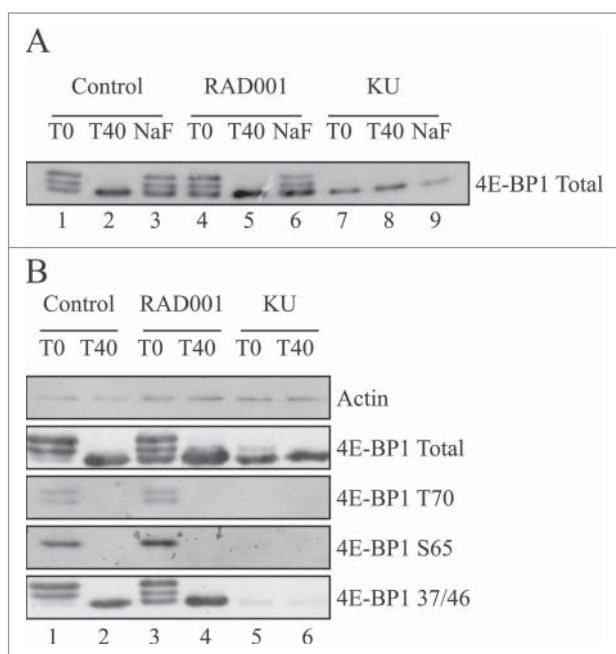 A
Control RAD001 KU
T0 T40 NaF T0 T40 NaF T0 T40 NaF
4E-BP1 Total
1 2 3 4 5 6 7 8 9
B
Control RAD001 KU
T0 T40 T0 T40 T0 T40
Actin
4E-BP1 Total
4E-BP1 T70
4E-BP1 S65
4E-BP1 37/46
1 2 3 4 5 6